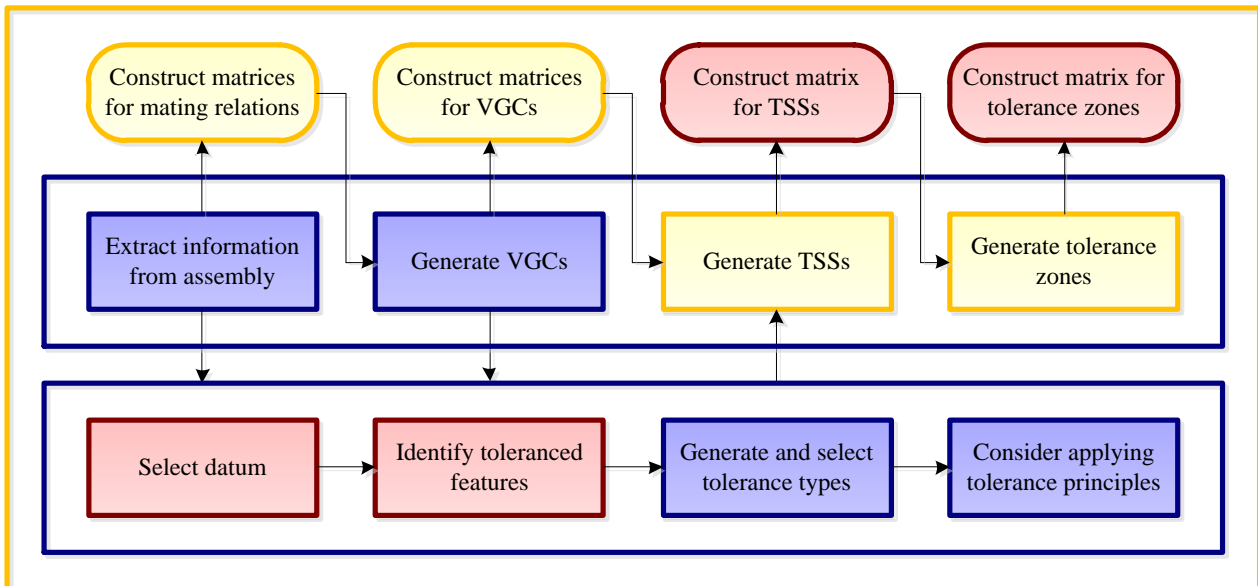 Construct matrices
for mating relations
Construct matrices
for VGCs
Construct matrix
for TSSs
Construct matrix for
tolerance zones
Extract information
from assembly
Generate VGCs
Generate TSSs
Generate tolerance
zones
Select datum
Identify toleranced
features
Generate and select
tolerance types
Consider applying
tolerance principles